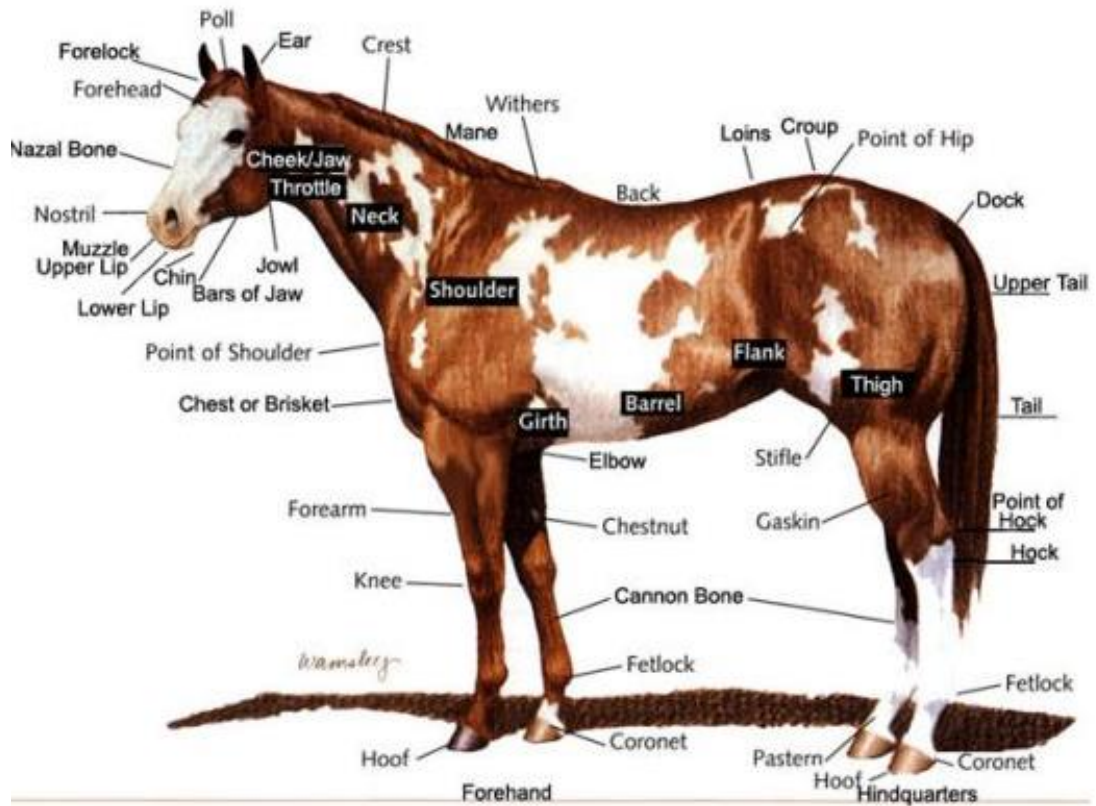 Poll
Forelock
Ear
Crest
Forehead
Withers
Mane
Loins
Croup
Point of Hip
Nazal Bone
Cheek/Jaw
Throttle
Back
Dock
Nostril
Neck
Muzzle
Upper Lip
Chin
Jowl
Lower Lip
Bars of Jaw
Shoulder
Upper Tail
Point of Shoulder
Flank
Thigh
Chest or Brisket
Girth
Barrel
Tail
Elbow
Stifle
Forearm
Chestnut
Gaskin
Point of
Hock
Hock
Knee
Cannon Bone
Wamsley
Fetlock
Fetlock
Hoof
Coronet
Pastern
Coronet
Hoof
Forehand
Hindquarters